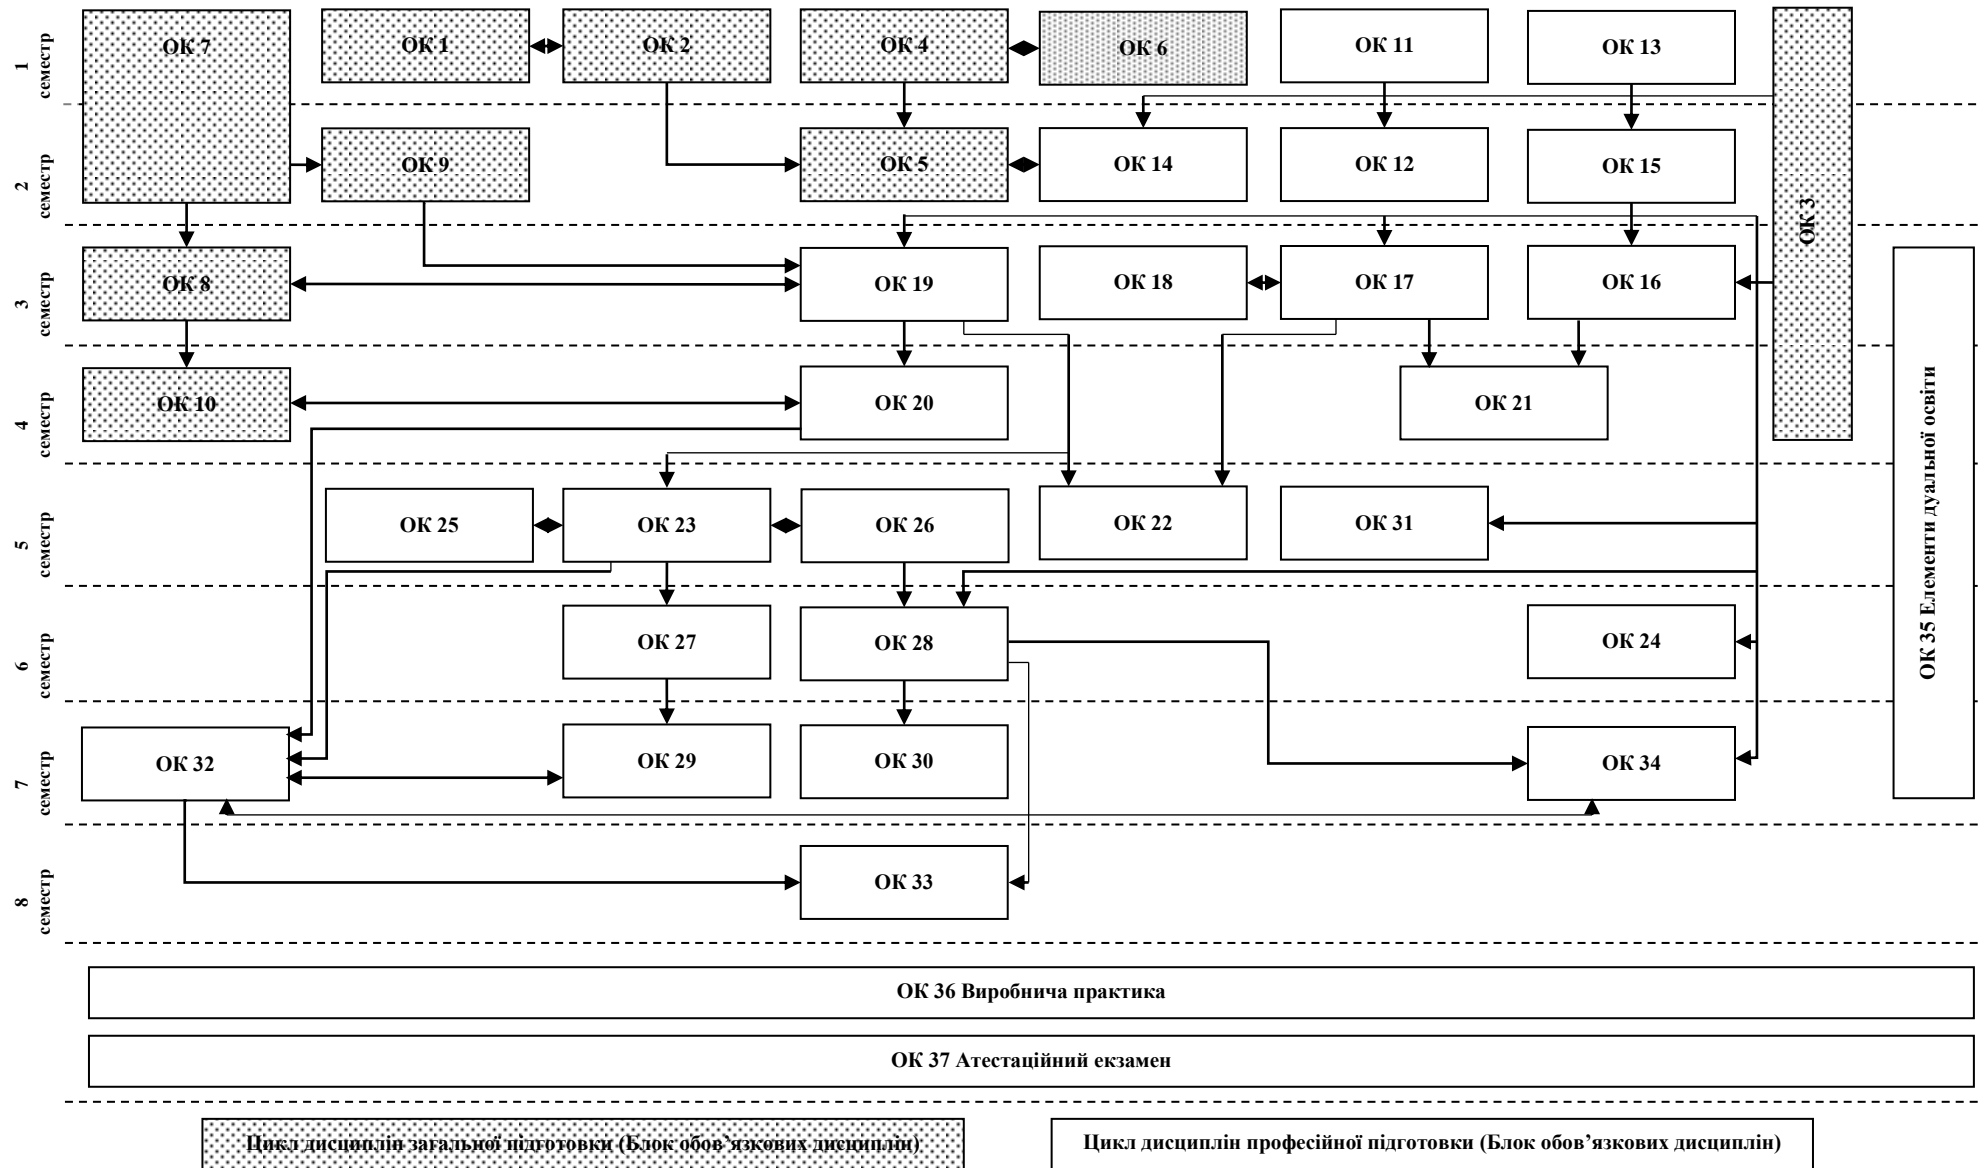 1 семестр
ОК 7
ОК 1
ОК 2
ОК 4
ОК 6
ОК 11
ОК 13
ОК 3
2 семестр
ОК 9
ОК 5
ОК 14
ОК 12
ОК 15
3 семестр
ОК 8
ОК 19
ОК 18
ОК 17
ОК 16
ОК 35 Елементи дуальної освіти
4 семестр
ОК 10
ОК 20
ОК 21
5 семестр
ОК 25
ОК 23
ОК 26
ОК 22
ОК 31
6 семестр
ОК 27
ОК 28
ОК 24
7 семестр
ОК 32
ОК 29
ОК 30
ОК 34
8 семестр
ОК 33
ОК 36 Виробнича практика
ОК 37 Атестаційний екзамен
Цикл дисциплін загальної підготовки (Блок обов’язкових дисциплін)
Цикл дисциплін професійної підготовки (Блок обов’язкових дисциплін)